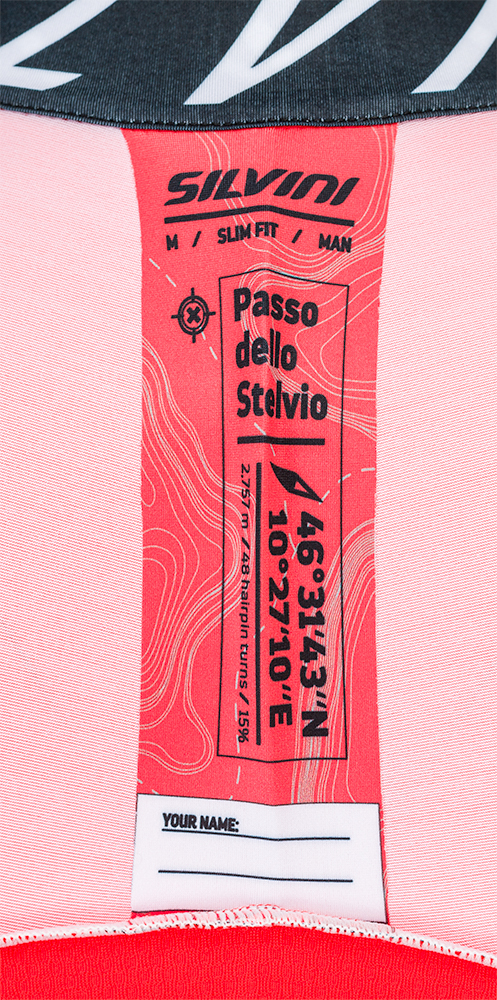 SILVINI
M / SLIM FIT / MAN
Passo
dello
Stelvio
46°31'43"N
10°27'10"E
2.757 m / 48 hairpin turns / 15%
YOUR NAME: